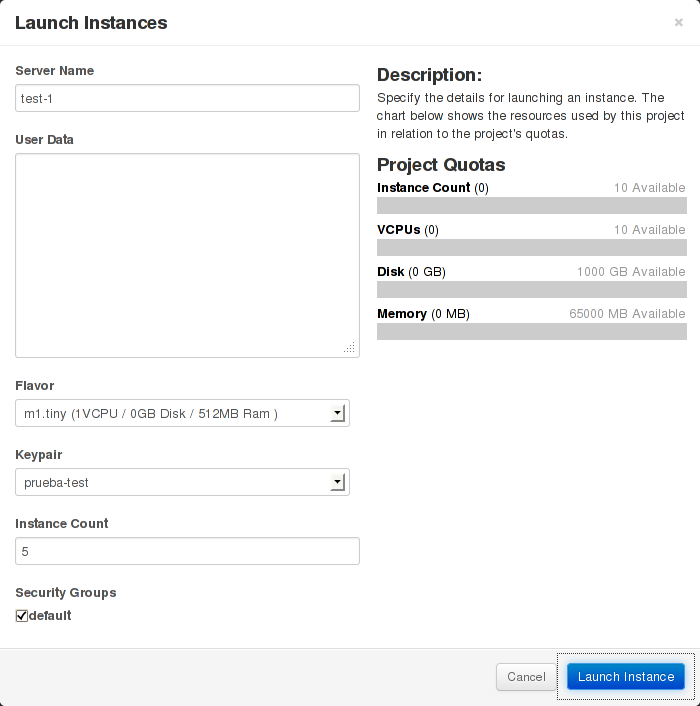 Launch Instances ×
Server Name
test-1
User Data
Flavor
m1.tiny (1VCPU / 0GB Disk / 512MB Ram )
Keypair
prueba-test
Instance Count
5
Security Groups
default
Description:
Specify the details for launching an instance. The
chart below shows the resources used by this project
in relation to the project's quotas.
Project Quotas
Instance Count (0) 10 Available
VCPUs (0) 10 Available
Disk (0 GB) 1000 GB Available
Memory (0 MB) 65000 MB Available
Cancel Launch Instance